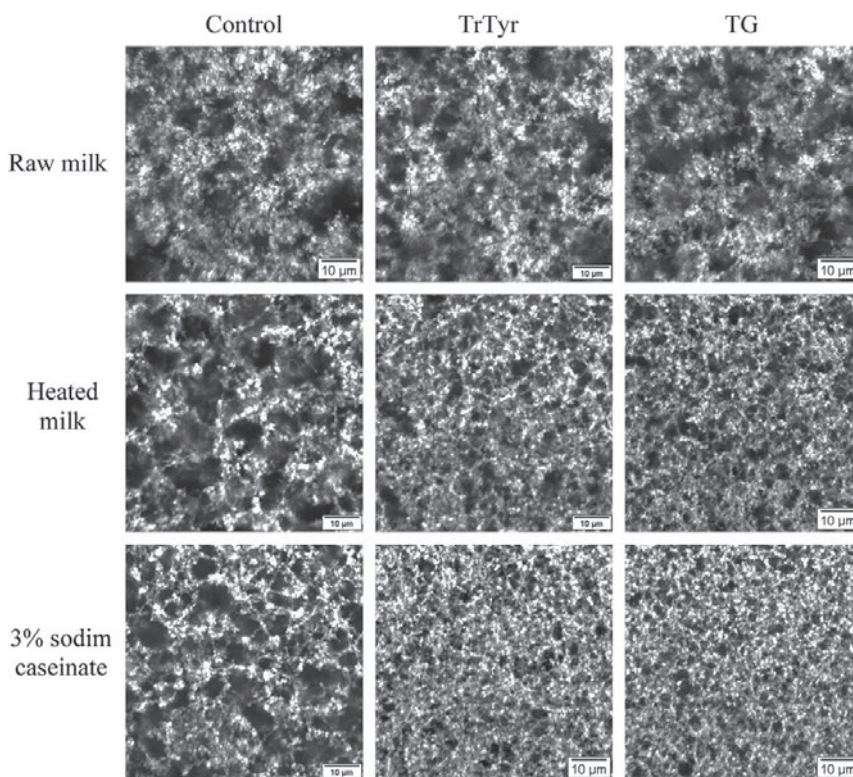 Control TrTyr TG
Raw milk
10 µm 10 µm 10 µm
Heated
milk
10 µm 10 µm 10 µm
3% sodim
caseinate
10 µm 10 µm 10 µm